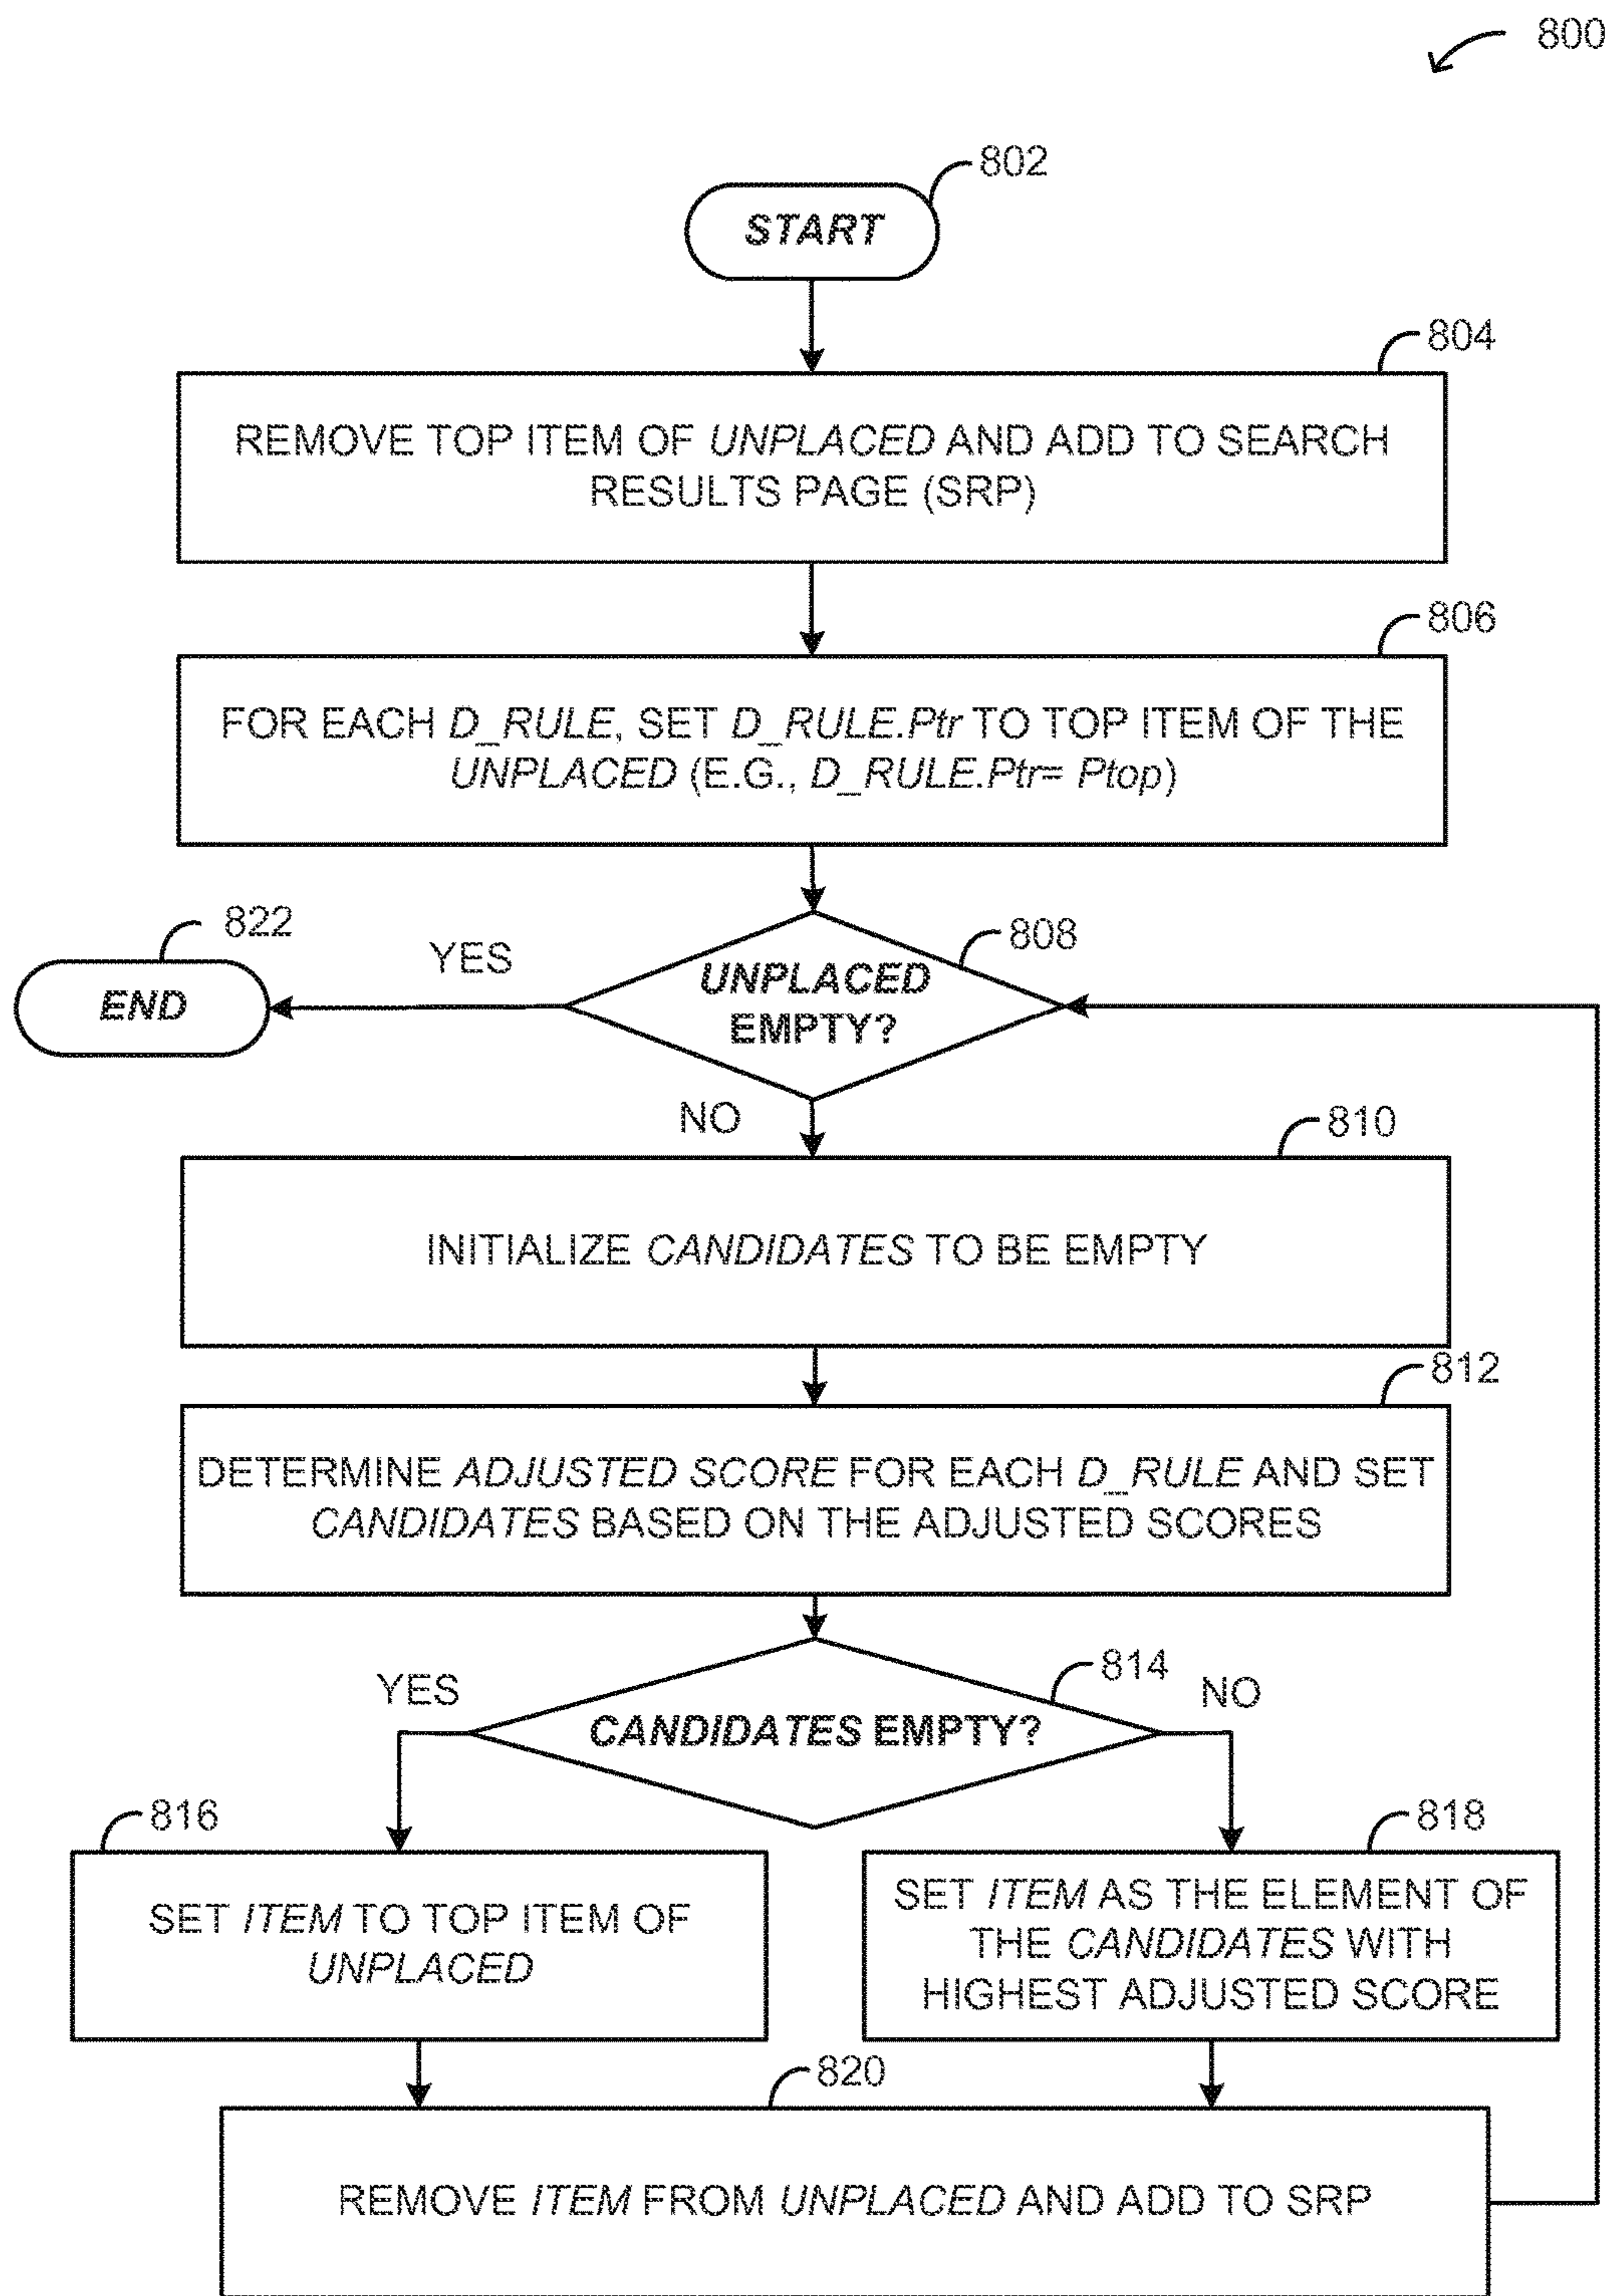 800
802
START
804
REMOVE TOP ITEM OF UNPLACED AND ADD TO SEARCH
RESULTS PAGE (SRP)
806
FOR EACH D_RULE, SET D_RULE.Ptr TO TOP ITEM OF THE
UNPLACED (E.G., D_RULE.Ptr= Ptop)
822
YES
808
END
UNPLACED
EMPTY?
NO
810
INITIALIZE CANDIDATES TO BE EMPTY
812
DETERMINE ADJUSTED SCORE FOR EACH D_RULE AND SET
CANDIDATES BASED ON THE ADJUSTED SCORES
YES
814
NO
CANDIDATES EMPTY?
816
818
SET ITEM TO TOP ITEM OF
UNPLACED
SET ITEM AS THE ELEMENT OF
THE CANDIDATES WITH
HIGHEST ADJUSTED SCORE
820
REMOVE ITEM FROM UNPLACED AND ADD TO SRP